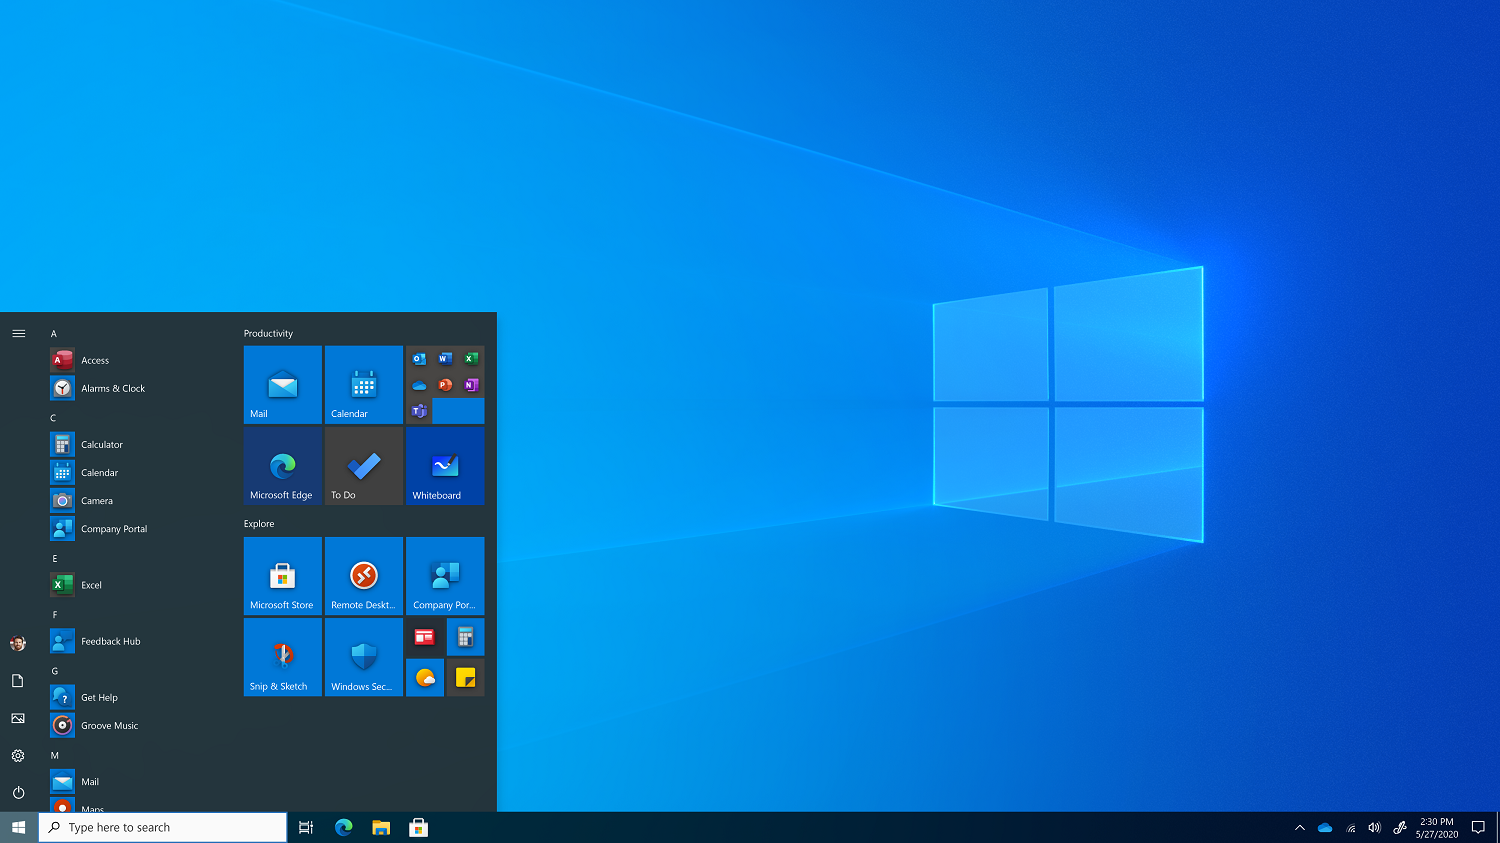 A
Access
Alarms & Clock
C
Calculator
Calendar
Camera
Company Portal
E
Excel
F
Feedback Hub
G
Get Help
Groove Music
M
Mail
Maps
Productivity
Mail
Calendar
Microsoft Edge
To Do
Whiteboard
Explore
Microsoft Store
Remote Deskt...
Company Por...
Snip & Sketch
Windows Sec...
Type here to search
2:30 PM
5/27/2020